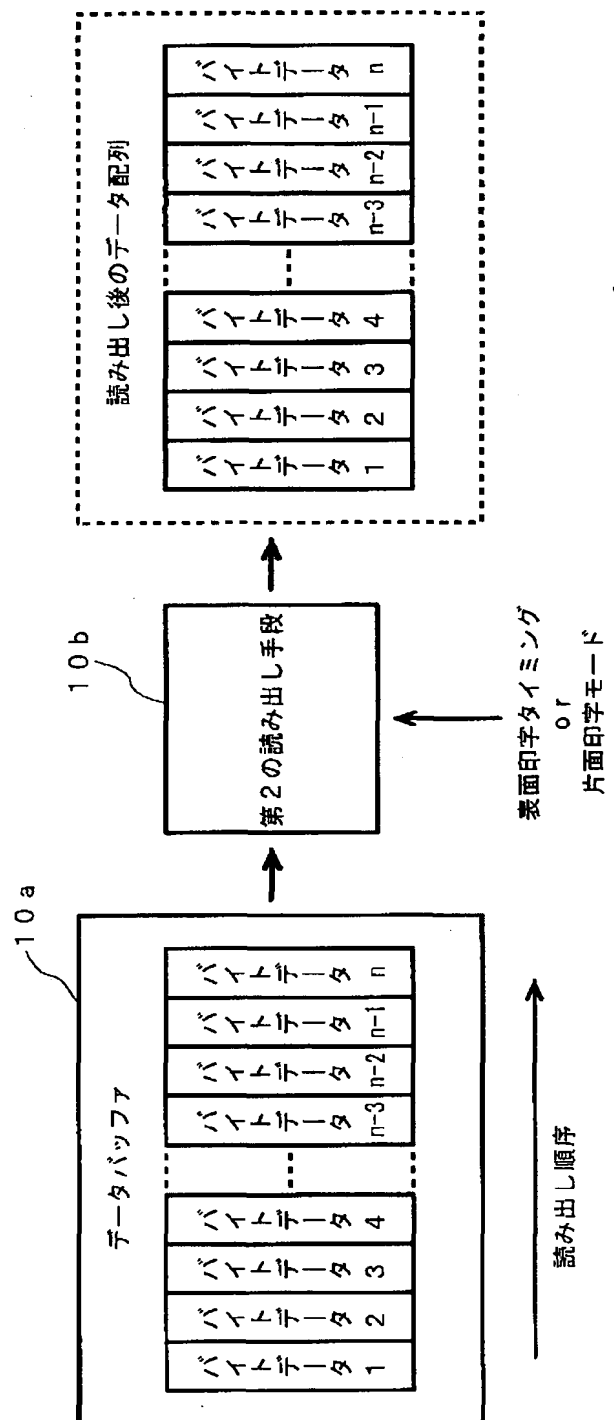 10a
データバッファ
バイトデータ 1
バイトデータ 2
バイトデータ 3
バイトデータ 4
バイトデータ n-3
バイトデータ n-2
バイトデータ n-1
バイトデータ n
読み出し順序
10b
第2の読み出し手段
表面印字タイミング
or
片面印字モード
読み出し後のデータ配列
バイトデータ 1
バイトデータ 2
バイトデータ 3
バイトデータ 4
バイトデータ n-3
バイトデータ n-2
バイトデータ n-1
バイトデータ n